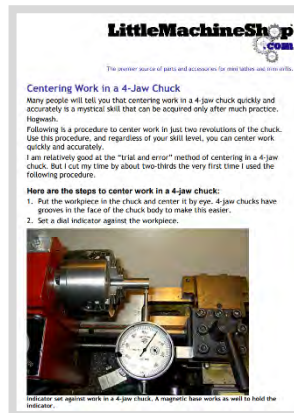 LittleMachineShop
.com
The premier source of parts and accessories for mini lathes and mini mills.
Centering Work in a 4-Jaw Chuck
Many people will tell you that centering work in a 4-jaw chuck quickly and
accurately is a mystical skill that can be acquired only after much practice.
Hogwash.
Following is a procedure to center work in just two revolutions of the chuck.
Use this procedure, and regardless of your skill level, you can center work
quickly and accurately.
I am relatively good at the "trial and error" method of centering in a 4-jaw
chuck. But I cut my time by about two-thirds the very first time I used the
following procedure.
Here are the steps to center work in a 4-jaw chuck:
1. Put the workpiece in the chuck and center it by eye. 4-jaw chucks have
grooves in the face of the chuck body to make this easier.
2. Set a dial indicator against the workpiece.
Indicator set against work in a 4-jaw chuck. A magnetic base works as well to hold the
indicator.